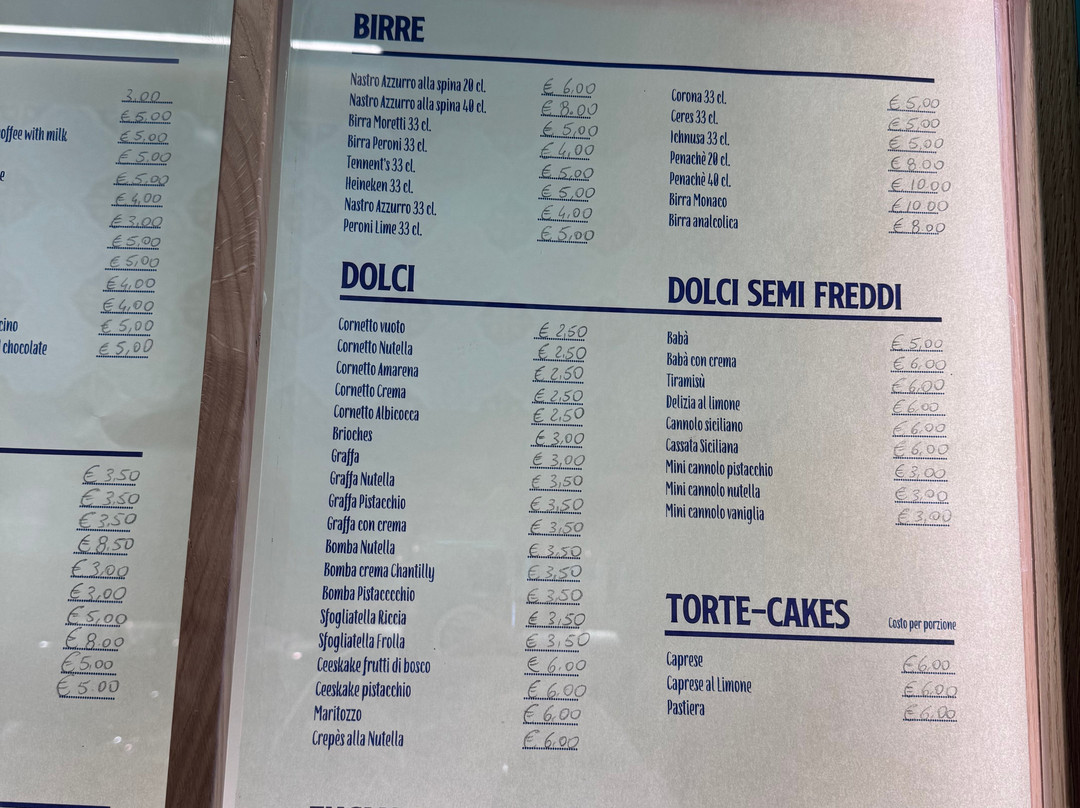 3.00
€ 5.00
offee with milk € 5.00
€ 5.00
e € 5.00
€ 4,00
€ 3.00
€ 5.00
€ 5,00
€ 4,00
€ 4,00
cino € 5,00
chocolate € 5,00
€ 3.50
€ 3.50
€ 3.50
€ 8.50
€ 3,00
€ 3,00
€ 5,00
€ 8.00
€ 5.00
€ 5.00
BIRRE
Nastro Azzurro alla spina 20 cl. € 6,00
Nastro Azzurro alla spina 40 cl. € 8,00
Birra Moretti 33 cl. € 5,00
Birra Peroni 33 cl. € 4,00
Tennent's 33 cl. € 5,00
Heineken 33 cl. € 5,00
Nastro Azzurro 33 cl. € 4,00
Peroni Lime 33 cl. € 5,00
Corona 33 cl. € 5,00
Ceres 33 cl. € 5,00
Ichnusa 33 cl. € 5,00
Penachè 20 cl. € 8.00
Penachè 40 cl. € 10.00
Birra Monaco € 10.00
Birra analcolica € 8.00
DOLCI
Cornetto vuoto € 2,50
Cornetto Nutella € 2,50
Cornetto Amarena € 2,50
Cornetto Crema € 2,50
Cornetto Albicocca € 2,50
Brioches € 3,00
Graffa € 3,00
Graffa Nutella € 3,50
Graffa Pistacchio € 3,50
Graffa con crema € 3,50
Bomba Nutella € 3,50
Bomba crema Chantilly € 3,50
Bomba Pistacccchio € 3,50
Sfogliatella Riccia € 3,50
Sfogliatella Frolla € 3,50
Ceeskake frutti di bosco € 6.00
Ceeskake pistacchio € 6.00
Maritozzo € 6,00
Crepès alla Nutella € 6.00
DOLCI SEMI FREDDI
Babà € 5,00
Babà con crema € 6,00
Tiramisù € 6.00
Delizia al limone € 6.00
Cannolo siciliano € 6.00
Cassata Siciliana € 6,00
Mini cannolo pistacchio € 3,00
Mini cannolo nutella € 3,00
Mini cannolo vaniglia € 3,00
TORTE-CAKES Costo per porzione
Caprese € 6.00
Caprese al Limone € 6.00
Pastiera € 6.00